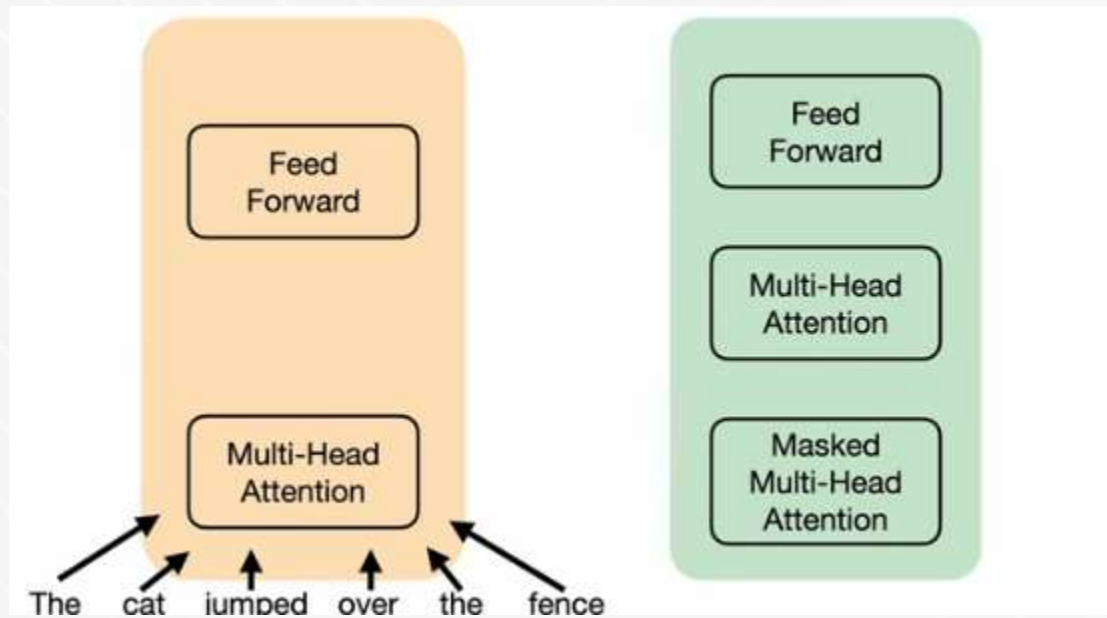 Feed
Forward
Multi-Head
Attention
The cat jumped over the fence
Feed
Forward
Multi-Head
Attention
Masked
Multi-Head
Attention